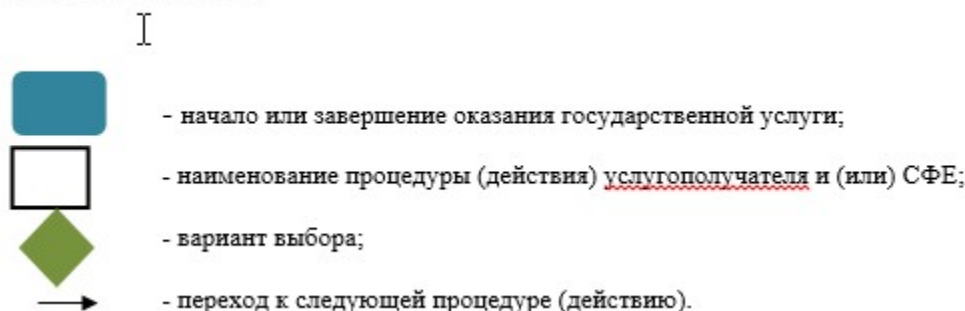 - начало или завершение оказания государственной услуги;
- наименование процедуры (действия) услугополучателя и (или) СФЕ;
- вариант выбора;
- переход к следующей процедуре (действию).